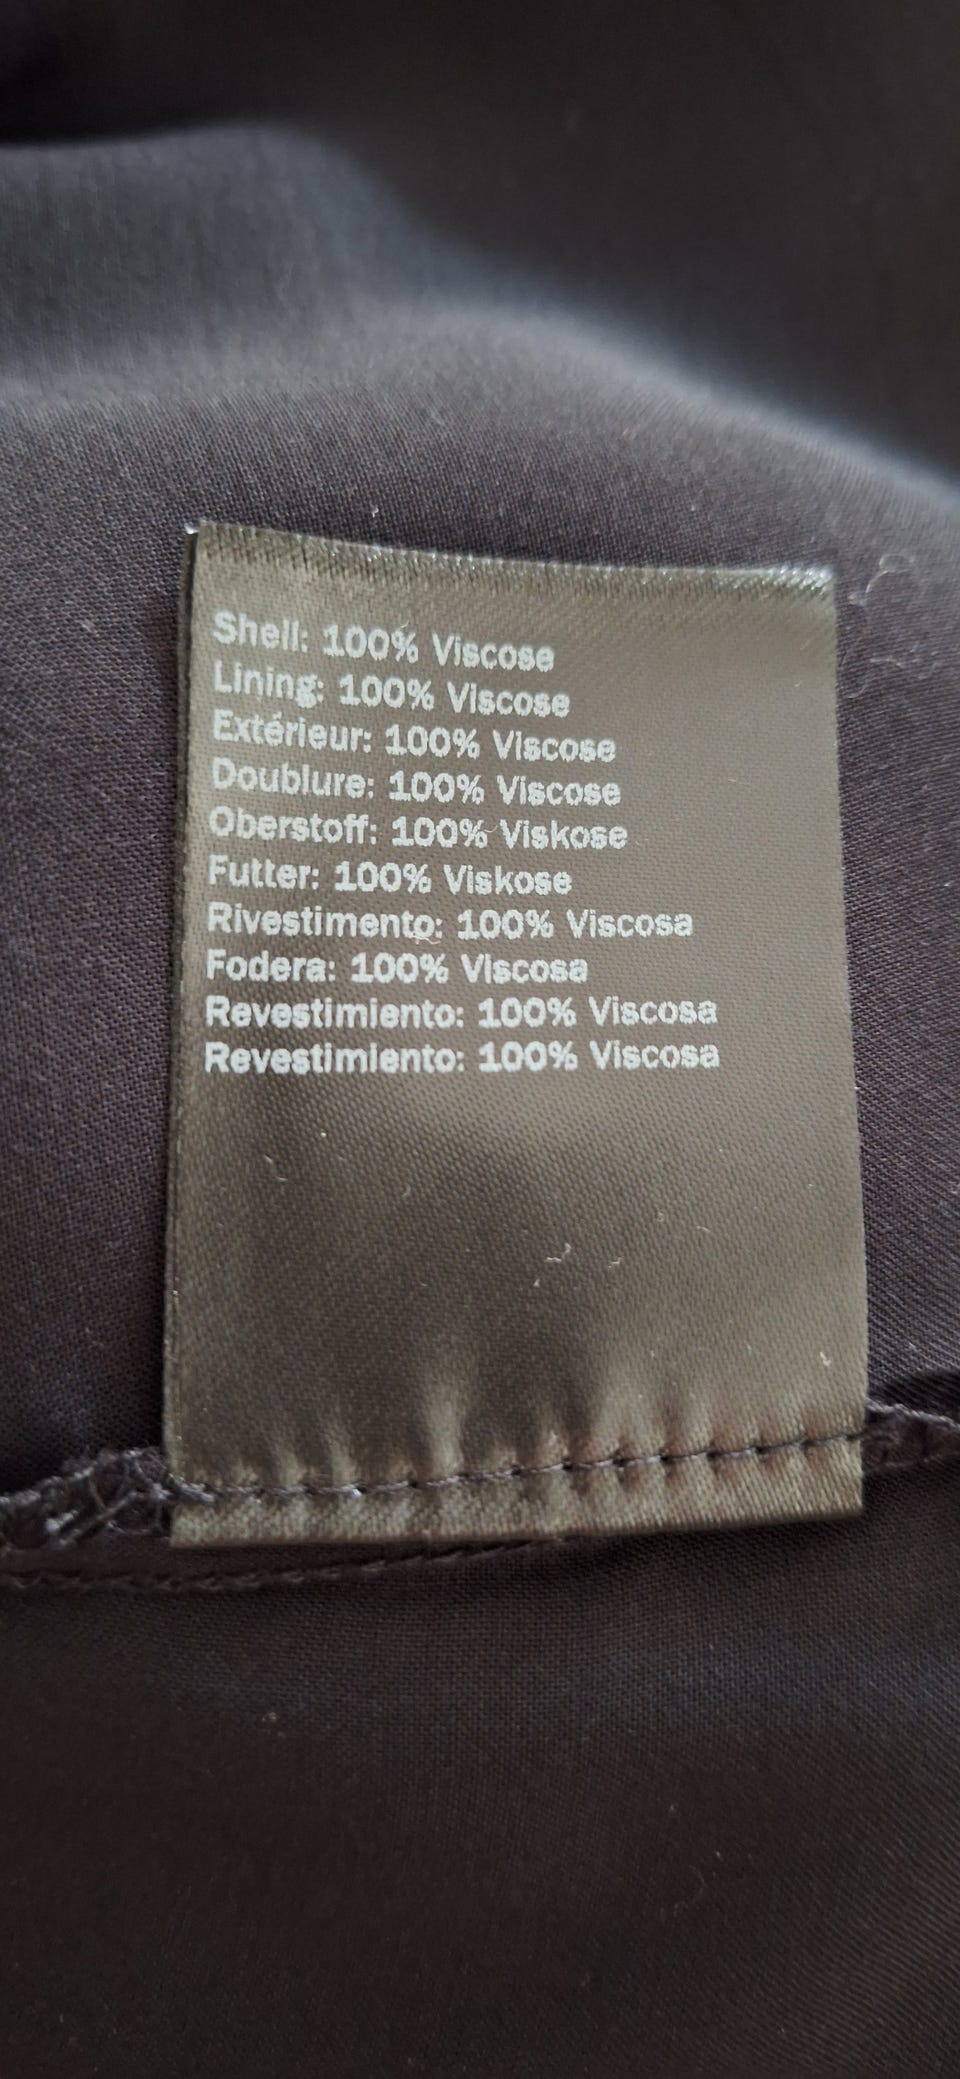 Shell: 100% Viscose
Lining: 100% Viscose
Extérieur: 100% Viscose
Doublure: 100% Viscose
Oberstoff: 100% Viskose
Futter: 100% Viskose
Rivestimento: 100% Viscosa
Fodera: 100% Viscosa
Revestimiento: 100% Viscosa
Revestimiento: 100% Viscosa